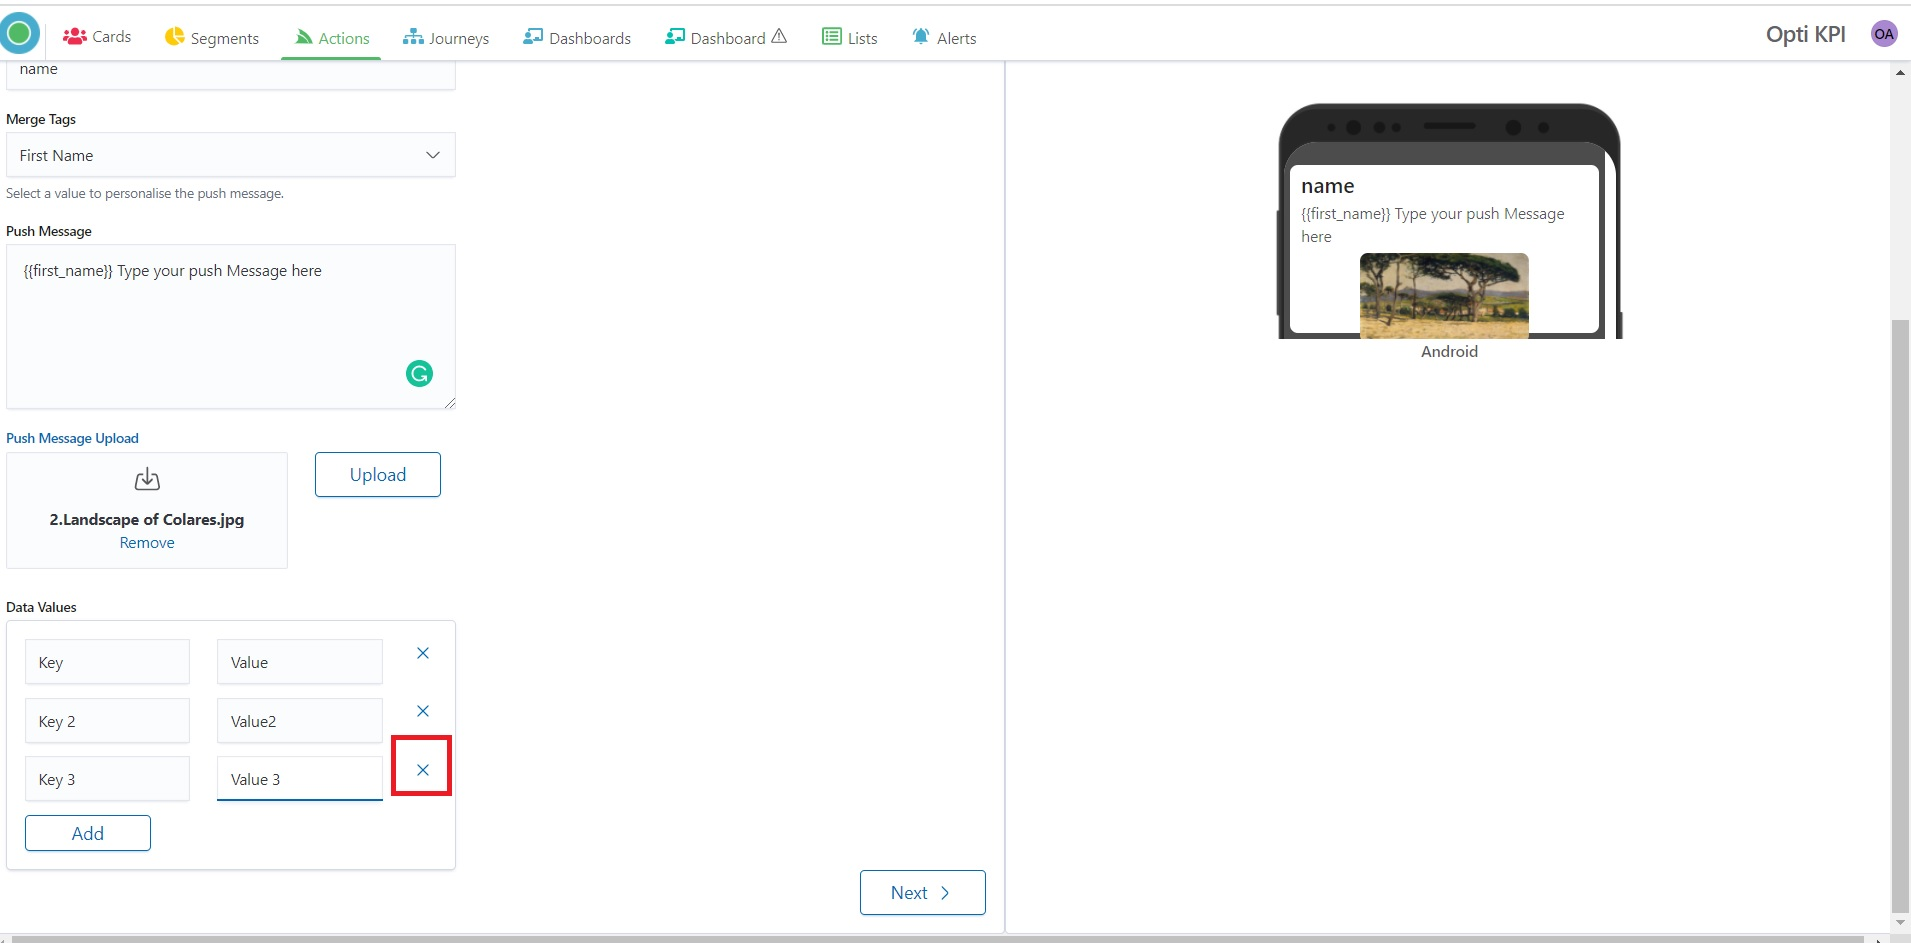 Cards
Segments
Actions
Journeys
Dashboards
Dashboard
Lists
Alerts
Opti KPI
OA
name
Merge Tags
First Name
Select a value to personalise the push message.
Push Message
{{first_name}} Type your push Message here
Push Message Upload
2.Landscape of Colares.jpg
Remove
Upload
Data Values
Key
Value
Key 2
Value2
Key 3
Value 3
Add
Next
name
{{first_name}} Type your push Message
here
Android